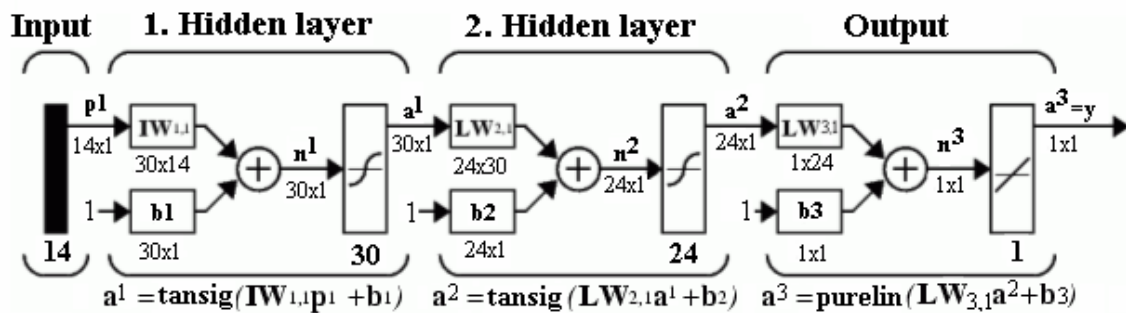 Input 1. Hidden layer 2. Hidden layer Output
p1 a1 a2 a3=y
14x1 IW1,1 30x1 LW2,1 24x1 LW3,1 1x1
30x14 n1 24x30 n2 1x24 n3
30x1 24x1 1x1
1 b1 1 b2 1 b3
14 30x1 30 24x1 24 1x1 1
a1 =tansig(IW1,1p1 +b1) a2 =tansig(LW2,1a1 +b2) a3 =purelin(LW3,1a2+b3)